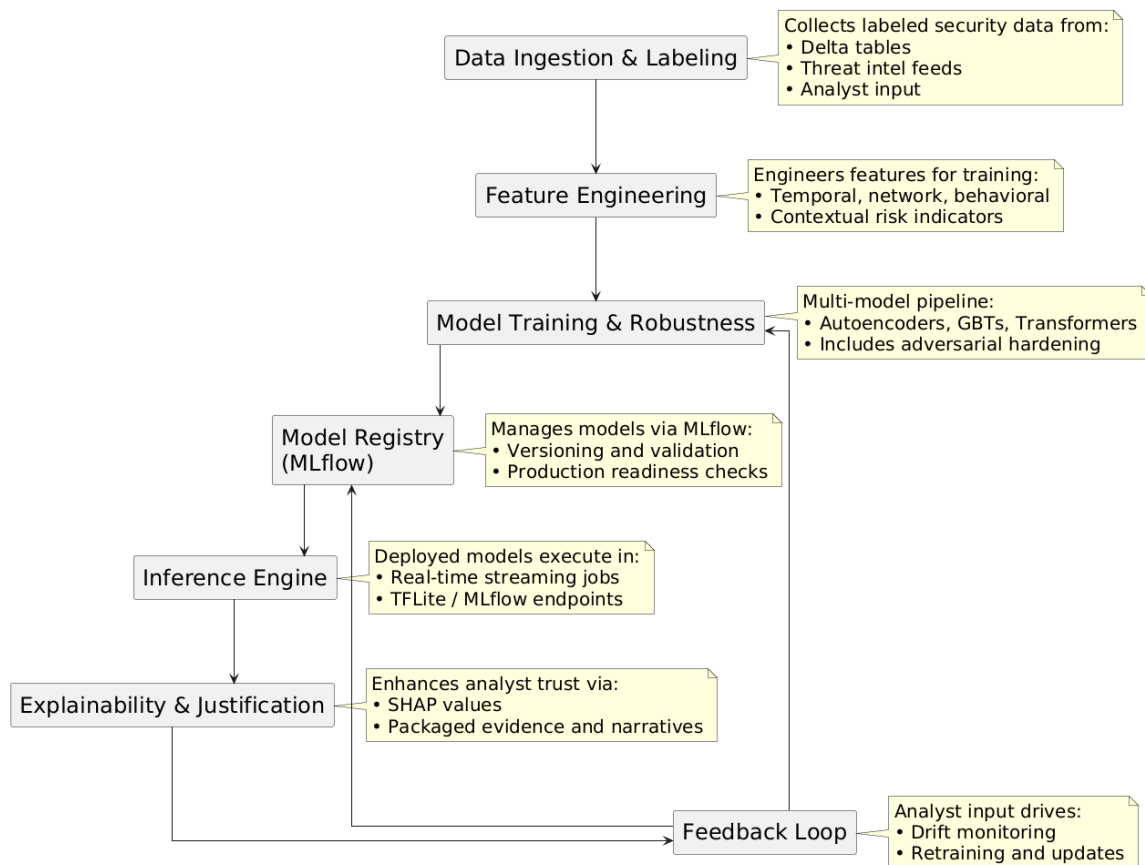 Data Ingestion & Labeling
Collects labeled security data from:
• Delta tables
• Threat intel feeds
• Analyst input
Feature Engineering
Engineers features for training:
• Temporal, network, behavioral
• Contextual risk indicators
Model Training & Robustness
Multi-model pipeline:
• Autoencoders, GBTs, Transformers
• Includes adversarial hardening
Model Registry
(MLflow)
Manages models via MLflow:
• Versioning and validation
• Production readiness checks
Inference Engine
Deployed models execute in:
• Real-time streaming jobs
• TFLite / MLflow endpoints
Explainability & Justification
Enhances analyst trust via:
• SHAP values
• Packaged evidence and narratives
Feedback Loop
Analyst input drives:
• Drift monitoring
• Retraining and updates